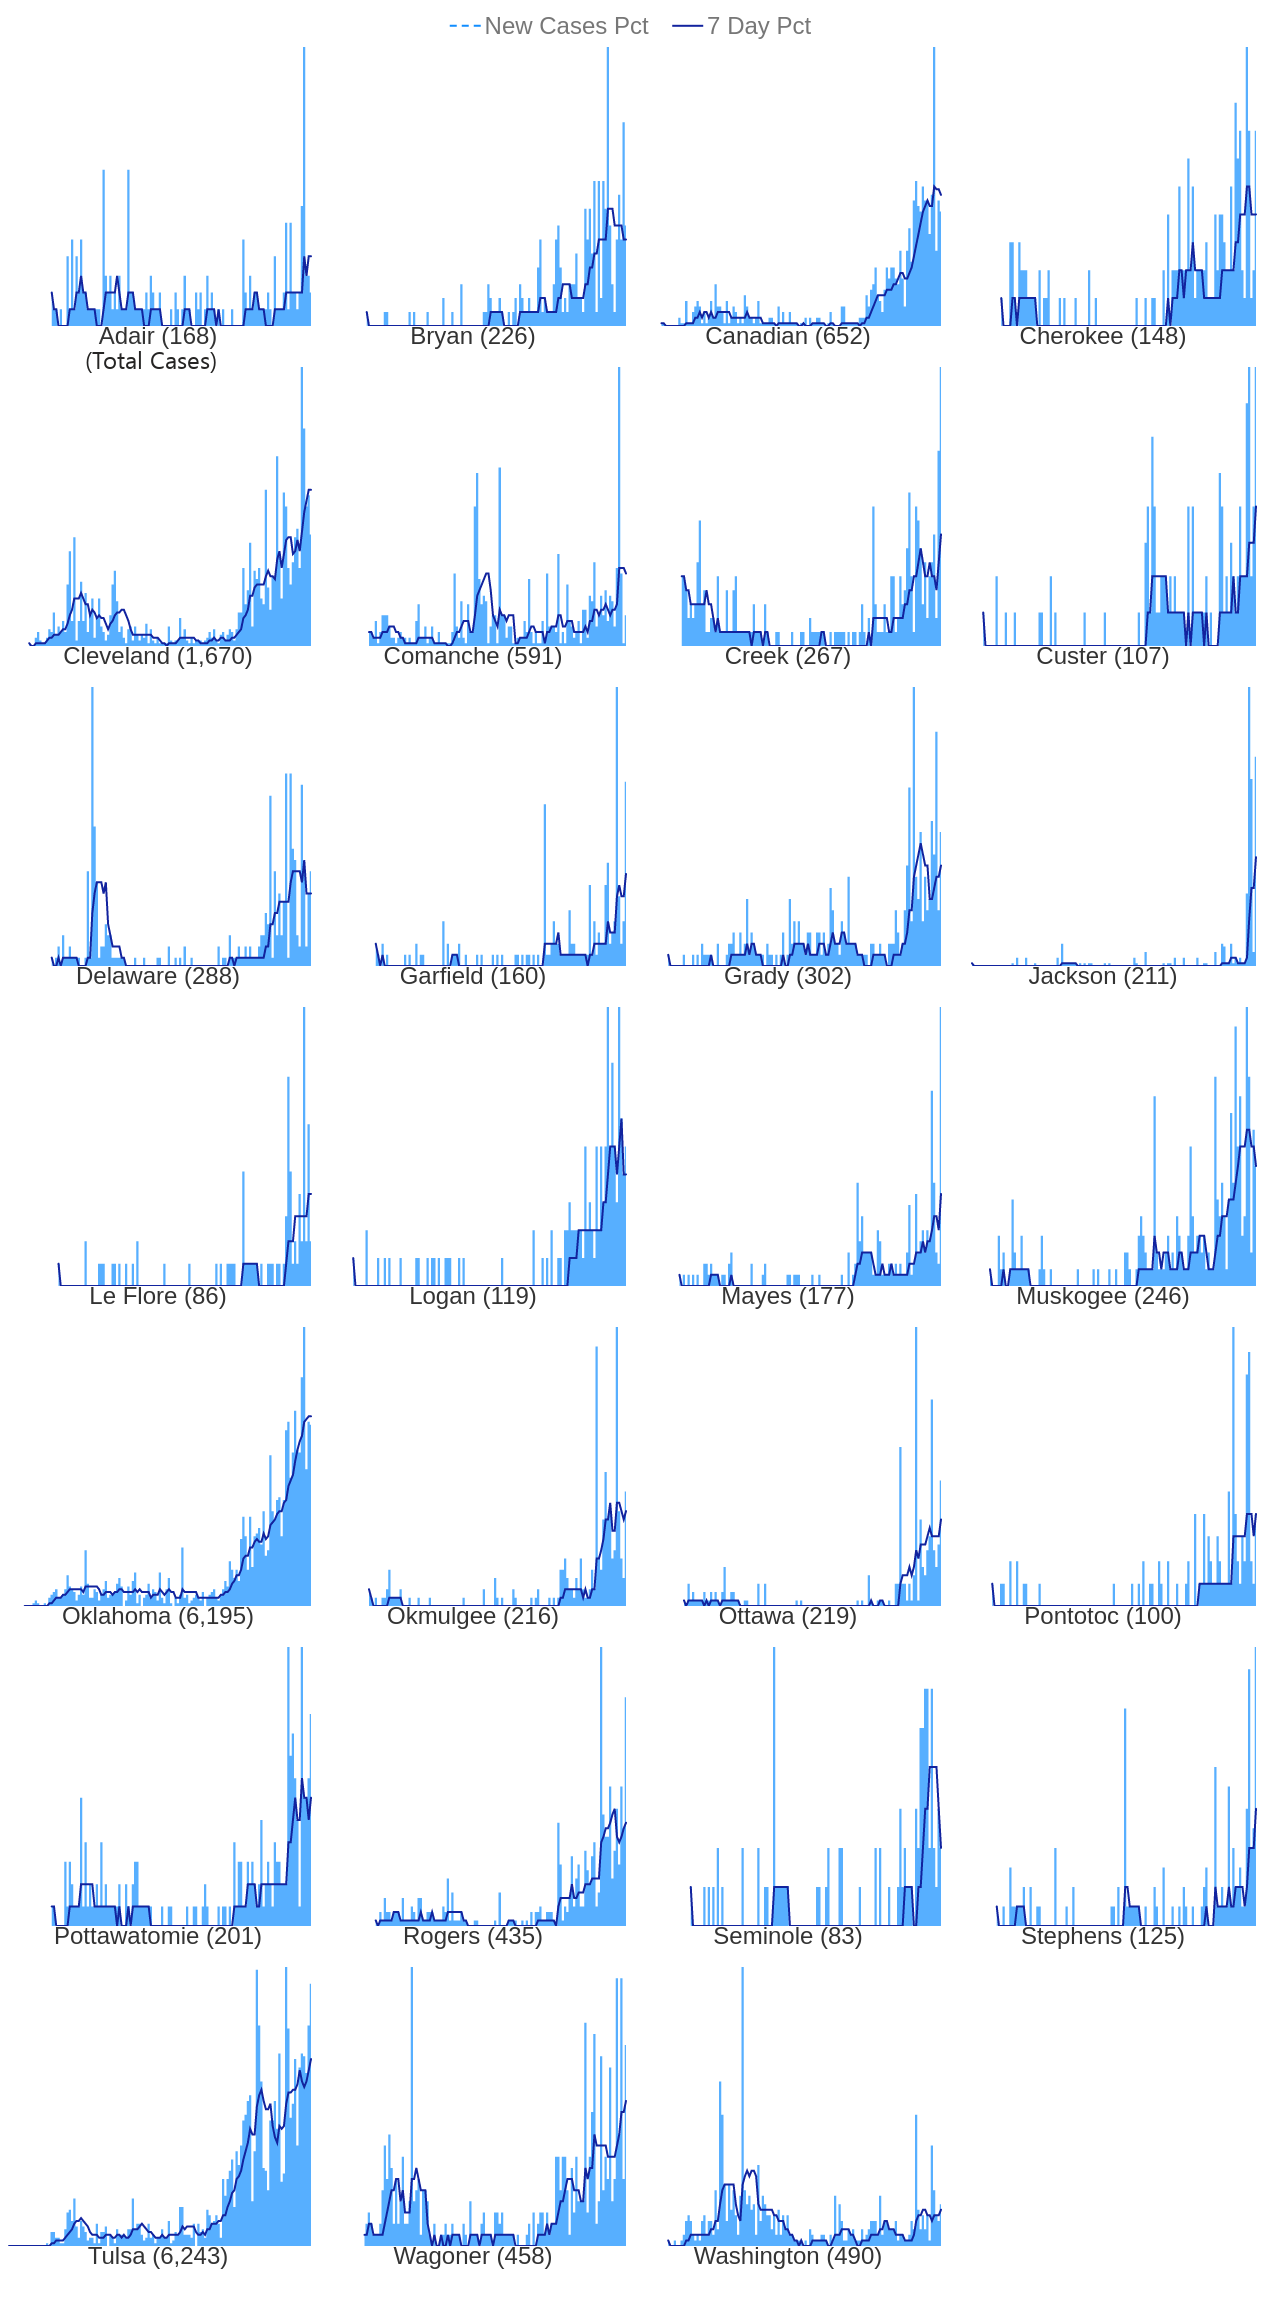 New Cases Pct 7 Day Pct
Adair (168) Bryan (226) Canadian (652) Cherokee (148)
(Total Cases)
Cleveland (1,670) Comanche (591) Creek (267) Custer (107)
Delaware (288) Garfield (160) Grady (302) Jackson (211)
Le Flore (86) Logan (119) Mayes (177) Muskogee (246)
Oklahoma (6,195) Okmulgee (216) Ottawa (219) Pontotoc (100)
Pottawatomie (201) Rogers (435) Seminole (83) Stephens (125)
Tulsa (6,243) Wagoner (458) Washington (490)